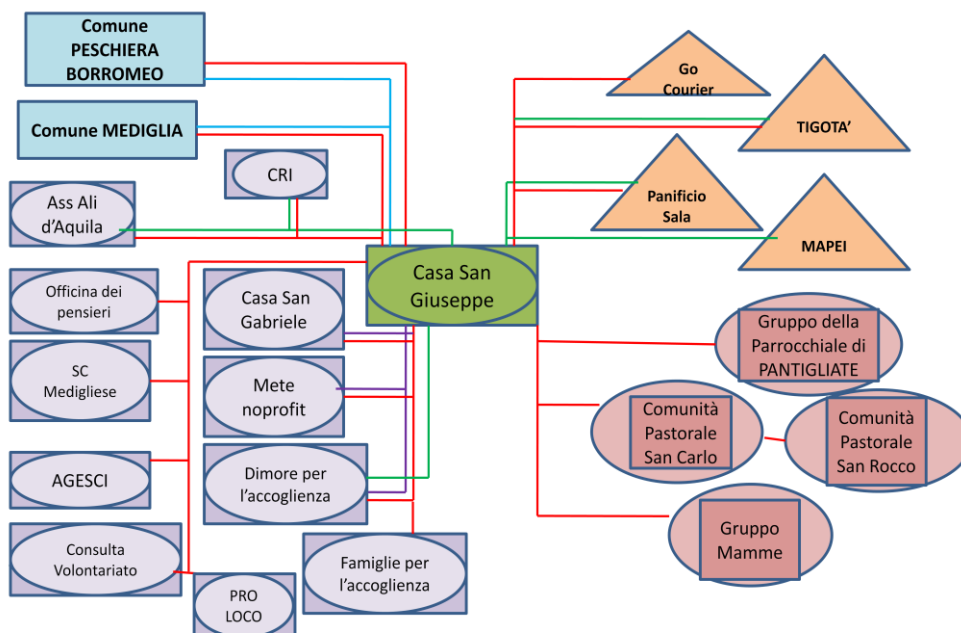 Comune
PESCHIERA
BORROMEO
Comune MEDIGLIA
CRI
Ass Ali
d'Aquila
Go
Courier
TIGOTA'
Panificio
Sala
MAPEI
Casa San
Giuseppe
Officina dei
pensieri
SC
Medigliese
AGESCI
Consulta
Volontariato
PRO
LOCO
Casa San
Gabriele
Mete
noprofit
Dimore per
l'accoglienza
Famiglie per
l'accoglienza
Gruppo della
Parrocchiale di
PANTIGLIATE
Comunità
Pastorale
San Carlo
Comunità
Pastorale
San Rocco
Gruppo
Mamme